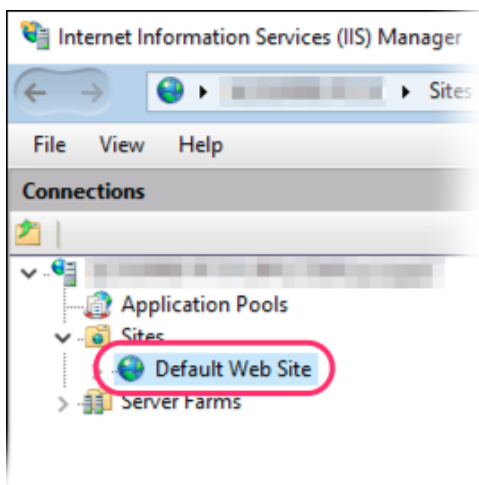 Internet Information Services (IIS) Manager
Sites
File View Help
Connections
Application Pools
Sites
Default Web Site
Server Farms